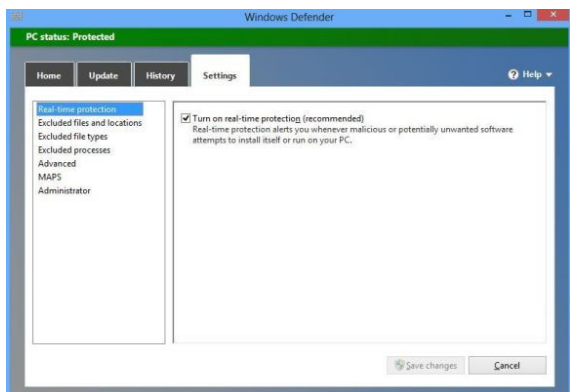 Windows Defender
PC status: Protected
Home Update History Settings Help
Real-time protection
Excluded files and locations
Excluded file types
Excluded processes
Advanced
MAPS
Administrator
Turn on real-time protection (recommended)
Real-time protection alerts you whenever malicious or potentially unwanted software
attempts to install itself or run on your PC.
Save changes Cancel